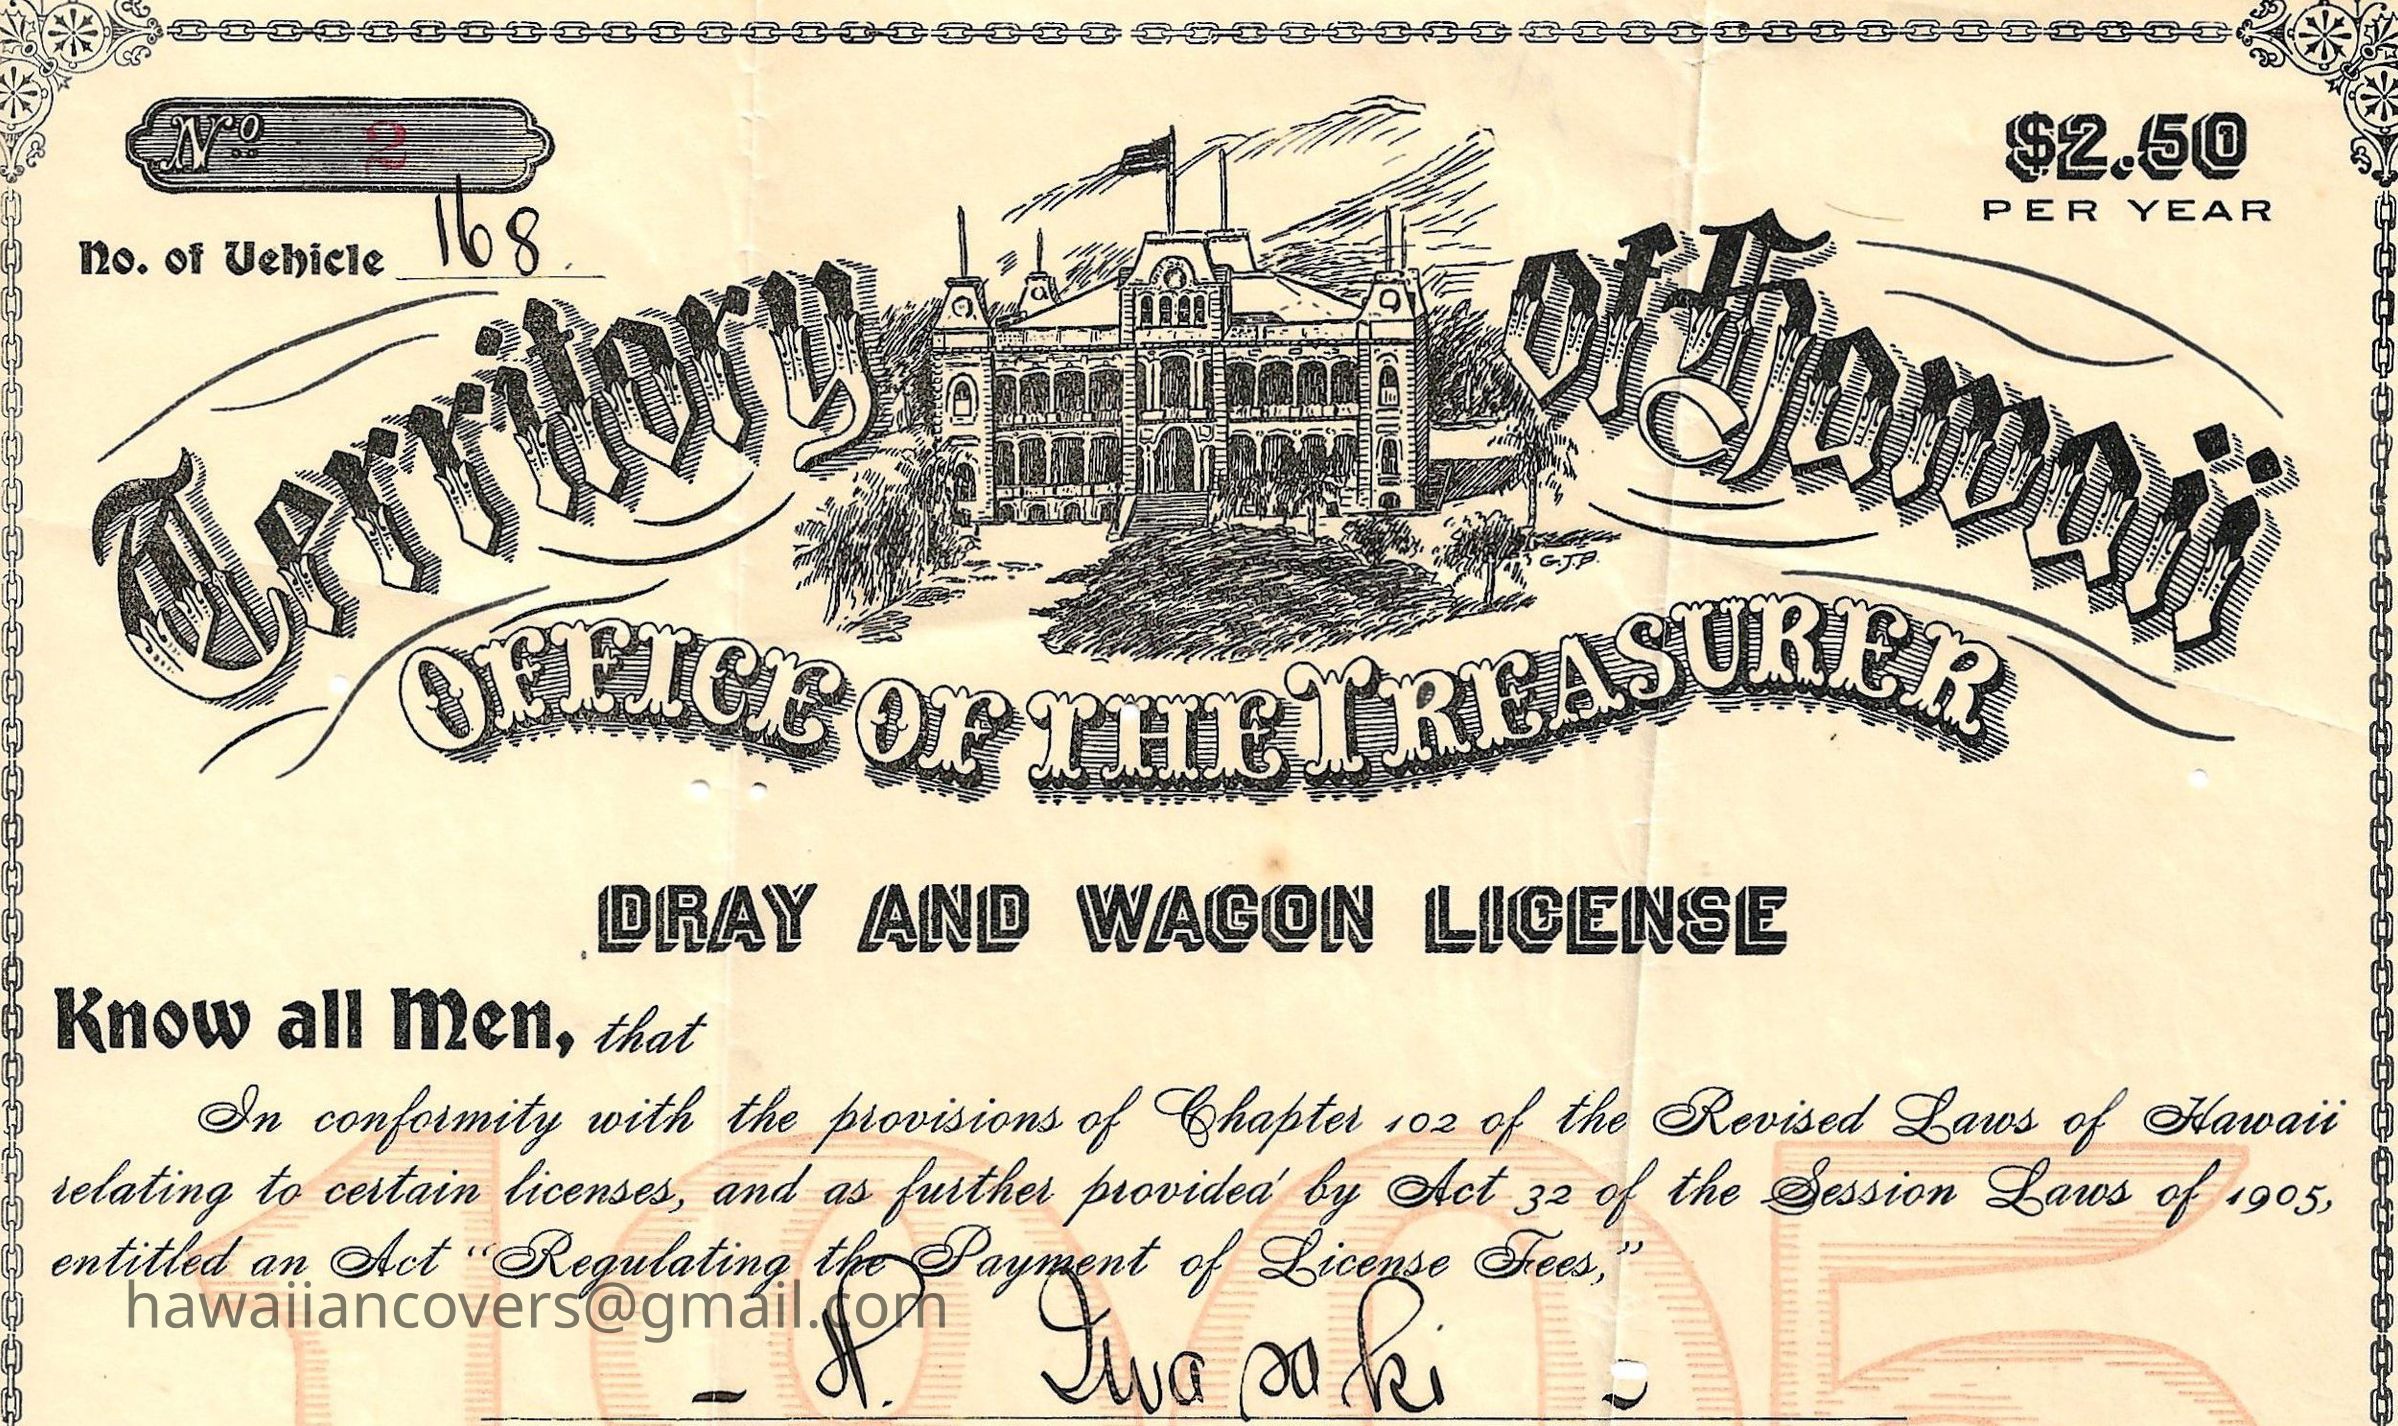 No. 2
$2.50
PER YEAR
No. of Vehicle 168
Territory of Hawaii
G.J.B.
OFFICE OF THE TREASURER
DRAY AND WAGON LICENSE
Know all Men, that
In conformity with the provisions of Chapter 102 of the Revised Laws of Hawaii
relating to certain licenses, and as further provided by Act 32 of the Session Laws of 1905,
entitled an Act "Regulating the Payment of License Fees,"
hawaiiancovers@gmail.com
H. Iwasaki
1905